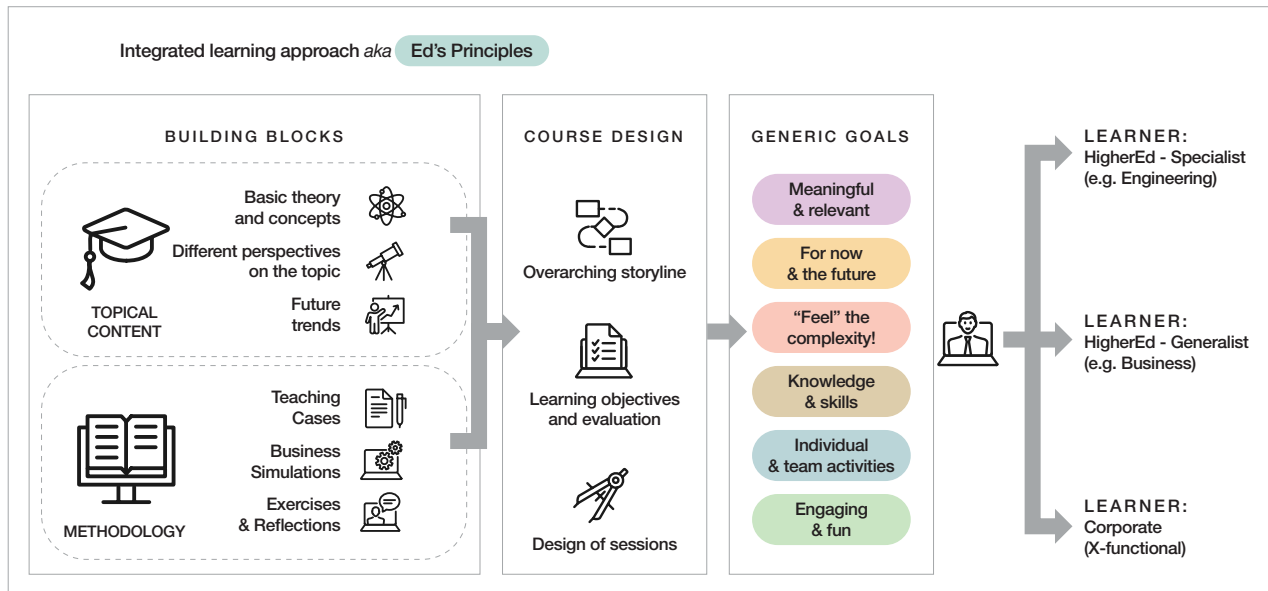 Integrated learning approach aka Ed’s Principles
BUILDING BLOCKS
Basic theory
and concepts
Different perspectives
on the topic
Future
trends
TOPICAL
CONTENT
Teaching
Cases
Business
Simulations
Exercises
& Reflections
METHODOLOGY
COURSE DESIGN
Overarching storyline
Learning objectives
and evaluation
Design of sessions
GENERIC GOALS
Meaningful
& relevant
For now
& the future
“Feel” the
complexity!
Knowledge
& skills
Individual
& team activities
Engaging
& fun
LEARNER:
HigherEd - Specialist
(e.g. Engineering)
LEARNER:
HigherEd - Generalist
(e.g. Business)
LEARNER:
Corporate
(X-functional)